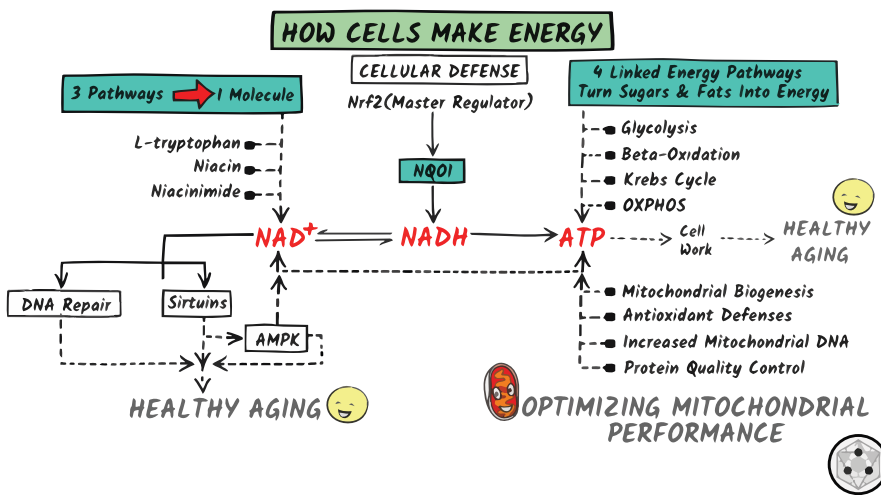 HOW CELLS MAKE ENERGY
CELLULAR DEFENSE
Nrf2(Master Regulator)
NQO1
3 Pathways 1 Molecule
L-tryptophan
Niacin
Niacinimide
4 Linked Energy Pathways
Turn Sugars & Fats Into Energy
Glycolysis
Beta-Oxidation
Krebs Cycle
OXPHOS
NAD+
NADH
ATP
Cell
Work
HEALTHY
AGING
DNA Repair
Sirtuins
AMPK
HEALTHY AGING
Mitochondrial Biogenesis
Antioxidant Defenses
Increased Mitochondrial DNA
Protein Quality Control
OPTIMIZING MITOCHONDRIAL
PERFORMANCE